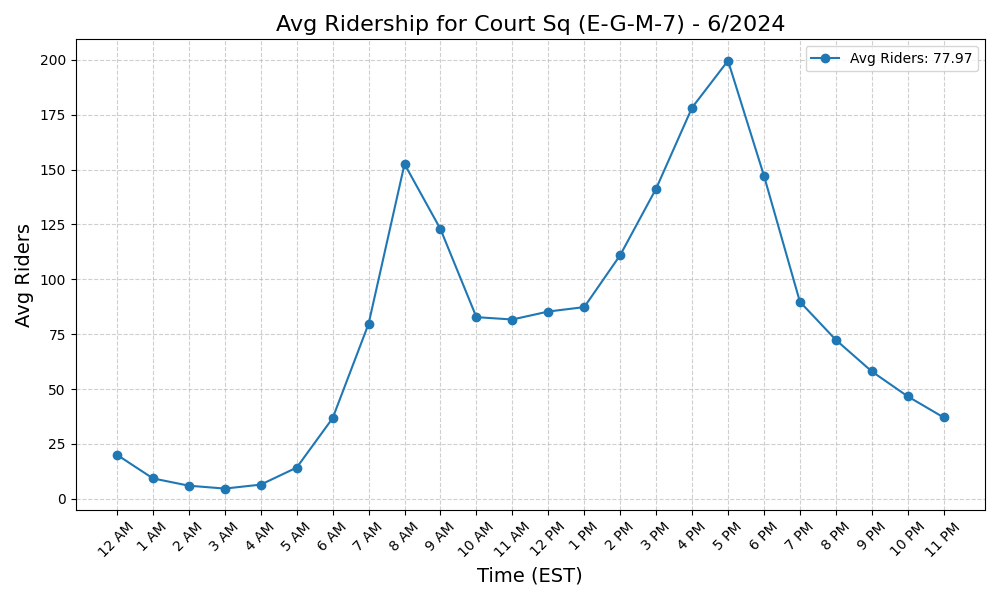 Avg Ridership for Court Sq (E-G-M-7) - 6/2024
Avg Riders: 77.97
Avg Riders
200
175
150
125
100
75
50
25
0
12 AM
1 AM
2 AM
3 AM
4 AM
5 AM
6 AM
7 AM
8 AM
9 AM
10 AM
11 AM
12 PM
1 PM
2 PM
3 PM
4 PM
5 PM
6 PM
7 PM
8 PM
9 PM
10 PM
11 PM
Time (EST)